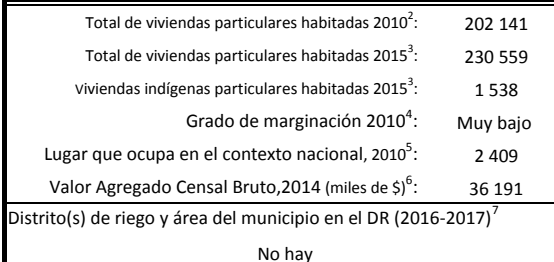 Total de viviendas particulares habitadas 2010²: 202 141
Total de viviendas particulares habitadas 2015³: 230 559
Viviendas indígenas particulares habitadas 2015³: 1 538
Grado de marginación 2010⁴: Muy bajo
Lugar que ocupa en el contexto nacional, 2010⁵: 2 409
Valor Agregado Censal Bruto,2014 (miles de $)⁶: 36 191
Distrito(s) de riego y área del municipio en el DR (2016-2017)⁷
No hay